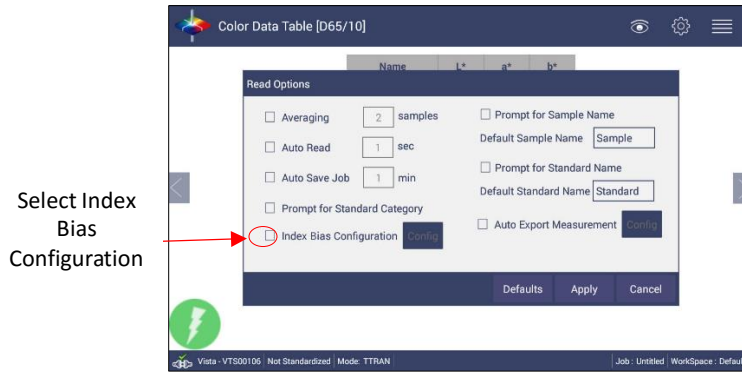 Color Data Table [D65/10]
Name L* a* b*
Read Options
Averaging 2 samples
Auto Read 1 sec
Auto Save Job 1 min
Prompt for Standard Category
Index Bias Configuration Config
Prompt for Sample Name
Default Sample Name Sample
Prompt for Standard Name
Default Standard Name Standard
Auto Export Measurement Config
Defaults Apply Cancel
Select Index
Bias
Configuration
Vista - VTS00106 Not Standardized Mode: TTRAN Job : Untitled WorkSpace : Defaul